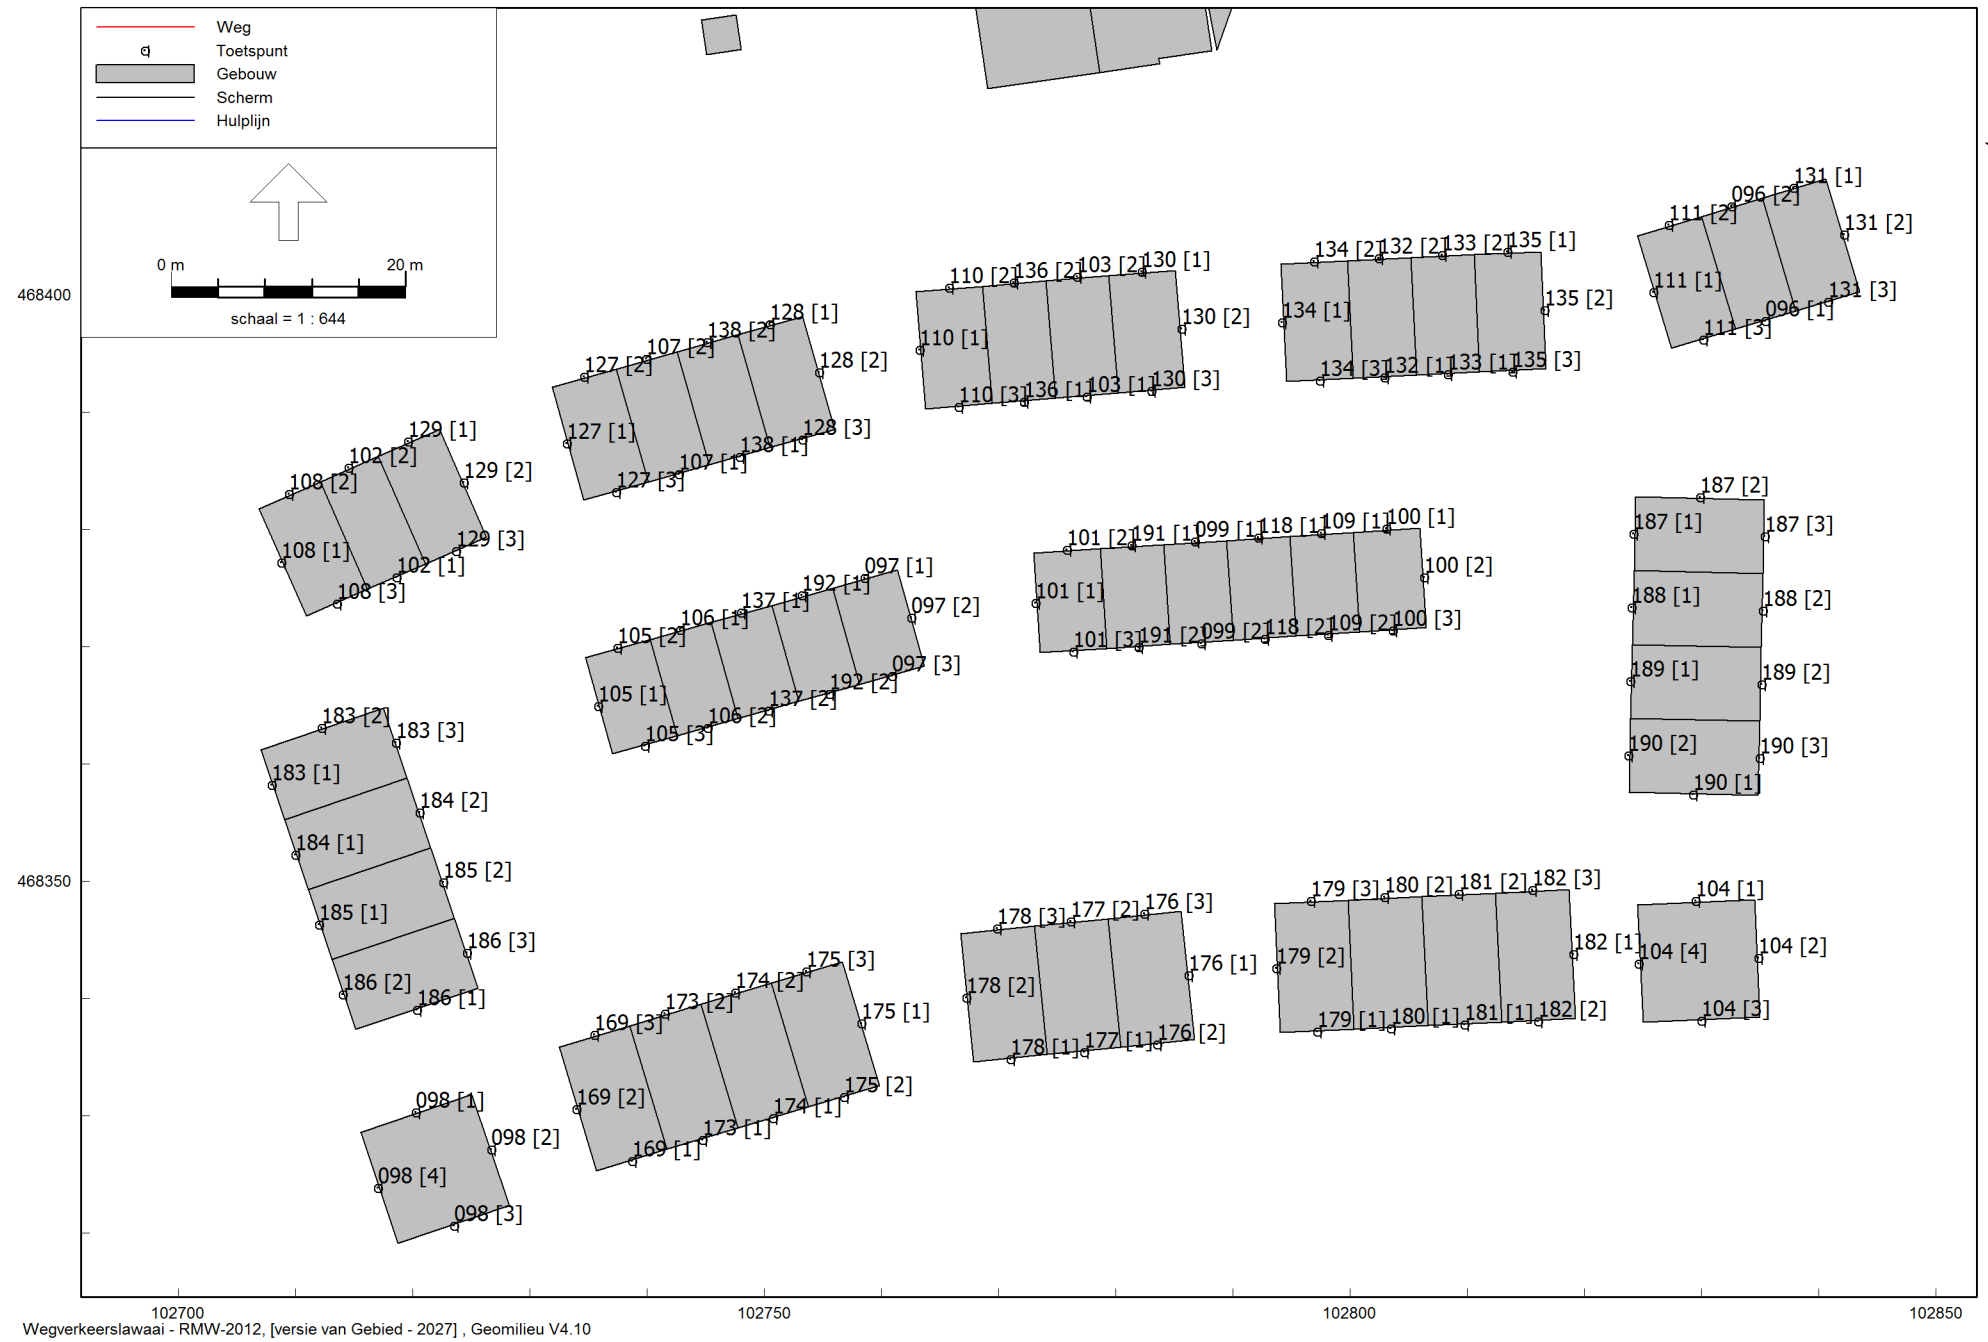 Weg
Toetspunt
Gebouw
Scherm
Hulplijn
0 m 20 m
schaal = 1 : 644
131 [1]
111 [2] 096 [2]
131 [2]
111 [1]
131 [3]
111 [3] 096 [1]
134 [2] 132 [2] 133 [2] 135 [1]
134 [1] 135 [2]
134 [3] 132 [1] 133 [1] 135 [3]
110 [2] 136 [2] 103 [2] 130 [1]
110 [1] 130 [2]
110 [3] 136 [1] 103 [1] 130 [3]
127 [2] 107 [2] 138 [2] 128 [1]
128 [2]
127 [1]
127 [3] 107 [1] 138 [1] 128 [3]
108 [2] 102 [2] 129 [1]
129 [2]
108 [1]
108 [3] 102 [1] 129 [3]
187 [2]
187 [1] 187 [3]
188 [1] 188 [2]
189 [1] 189 [2]
190 [2] 190 [3]
190 [1]
101 [2] 191 [1] 099 [1] 118 [1] 109 [1] 100 [1]
101 [1] 100 [2]
101 [3] 191 [2] 099 [2] 118 [2] 109 [2] 100 [3]
105 [2] 106 [1] 137 [1] 192 [1] 097 [1]
097 [2]
105 [1]
105 [3] 106 [2] 137 [2] 192 [2] 097 [3]
183 [2] 183 [3]
183 [1]
184 [2]
184 [1]
185 [2]
185 [1]
186 [3]
186 [2] 186 [1]
179 [3] 180 [2] 181 [2] 182 [3]
179 [2] 182 [1]
179 [1] 180 [1] 181 [1] 182 [2]
104 [1]
104 [4] 104 [2]
104 [3]
178 [3] 177 [2] 176 [3]
178 [2] 176 [1]
178 [1] 177 [1] 176 [2]
169 [3] 173 [2] 174 [2] 175 [3]
175 [1]
169 [2]
169 [1] 173 [1] 174 [1] 175 [2]
098 [1]
098 [2]
098 [4]
098 [3]
468400
468350
102700 102750 102800 102850
Wegverkeerslawaai - RMW-2012, [versie van Gebied - 2027] , Geomilieu V4.10